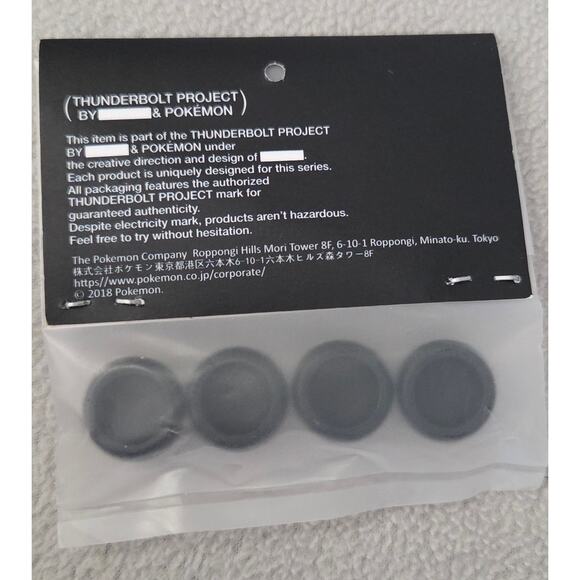 (THUNDERBOLT PROJECT
BY & POKÉMON)
This item is part of the THUNDERBOLT PROJECT
BY & POKÉMON under
the creative direction and design of .
Each product is uniquely designed for this series.
All packaging features the authorized
THUNDERBOLT PROJECT mark for
guaranteed authenticity.
Despite electricity mark, products aren't hazardous.
Feel free to try without hesitation.
The Pokemon Company Roppongi Hills Mori Tower 8F, 6-10-1 Roppongi, Minato-ku. Tokyo
株式会社ポケモン東京都港区六本木6-10-1六本木ヒルズ森タワー8F
https//www.pokemon.co.jp/corporate/
© 2018 Pokemon.